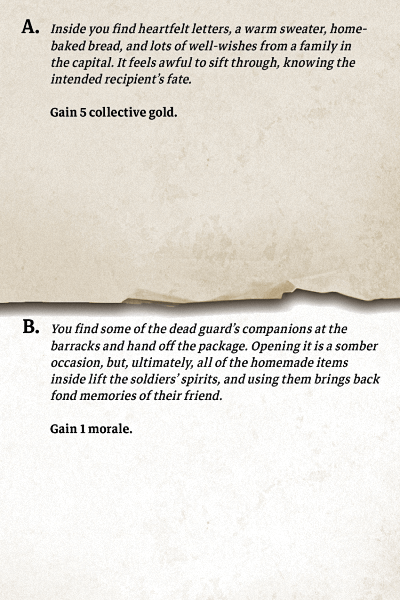 A. Inside you find heartfelt letters, a warm sweater, home-
baked bread, and lots of well-wishes from a family in
the capital. It feels awful to sift through, knowing the
intended recipient's fate.
Gain 5 collective gold.
B. You find some of the dead guard's companions at the
barracks and hand off the package. Opening it is a somber
occasion, but, ultimately, all of the homemade items
inside lift the soldiers' spirits, and using them brings back
fond memories of their friend.
Gain 1 morale.